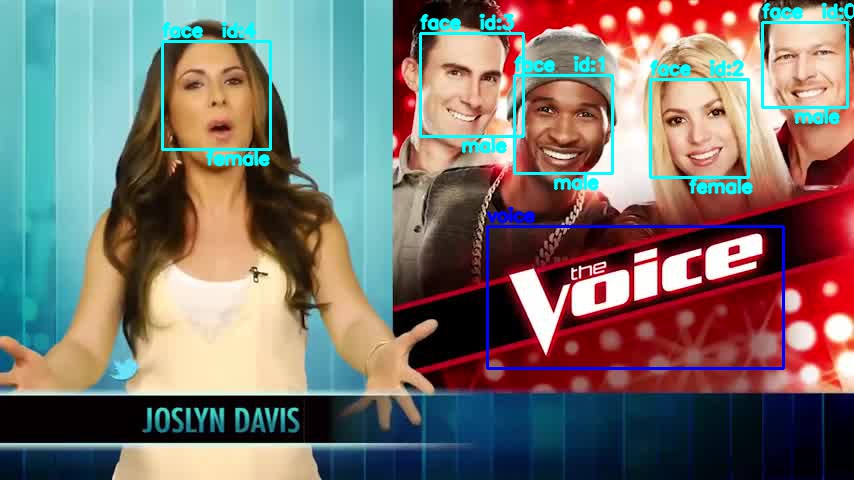 face id:4
female
face id:3
male
face id:1
male
face id:2
female
face id:0
male
voice
the
Voice
JOSLYN DAVIS